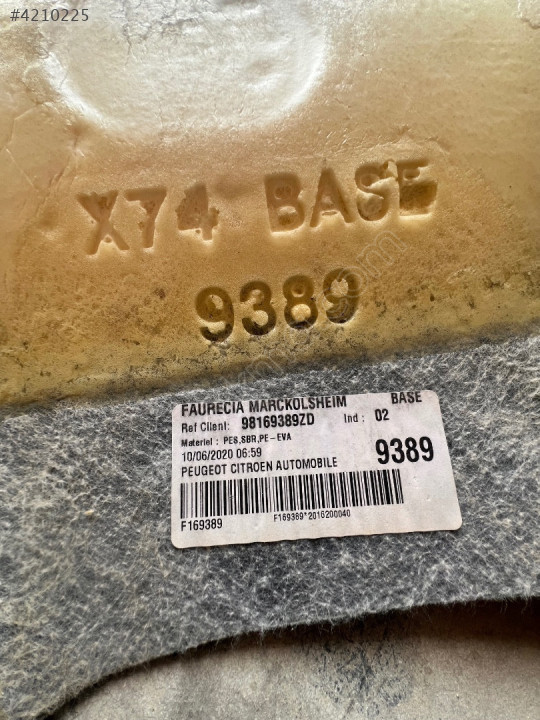 #4210225
X74 BASE
9389
FAURECIA MARCKOLSHEIM BASE
Ref Client: 98169389ZD Ind : 02
Materiel : PES,SBR,PE-EVA
10/06/2020 06:59 9389
PEUGEOT CITROEN AUTOMOBILE
F169389 F169389*2016200040